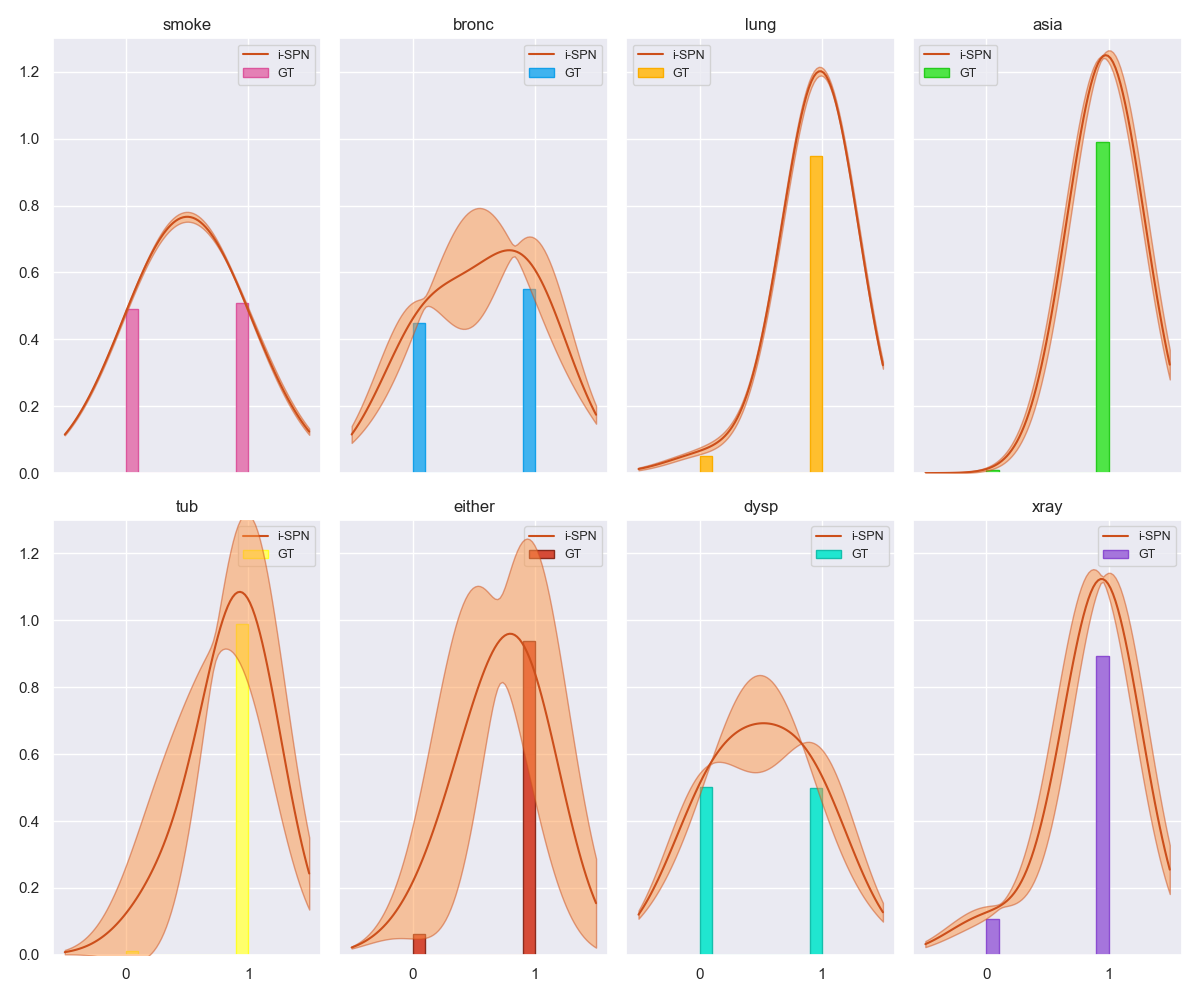 smoke
bronc
lung
asia
i-SPN
GT
i-SPN
GT
i-SPN
GT
i-SPN
GT
1.2
1.0
0.8
0.6
0.4
0.2
0.0
tub
either
dysp
xray
i-SPN
GT
i-SPN
GT
i-SPN
GT
i-SPN
GT
1.2
1.0
0.8
0.6
0.4
0.2
0.0
0 1
0 1
0 1
0 1